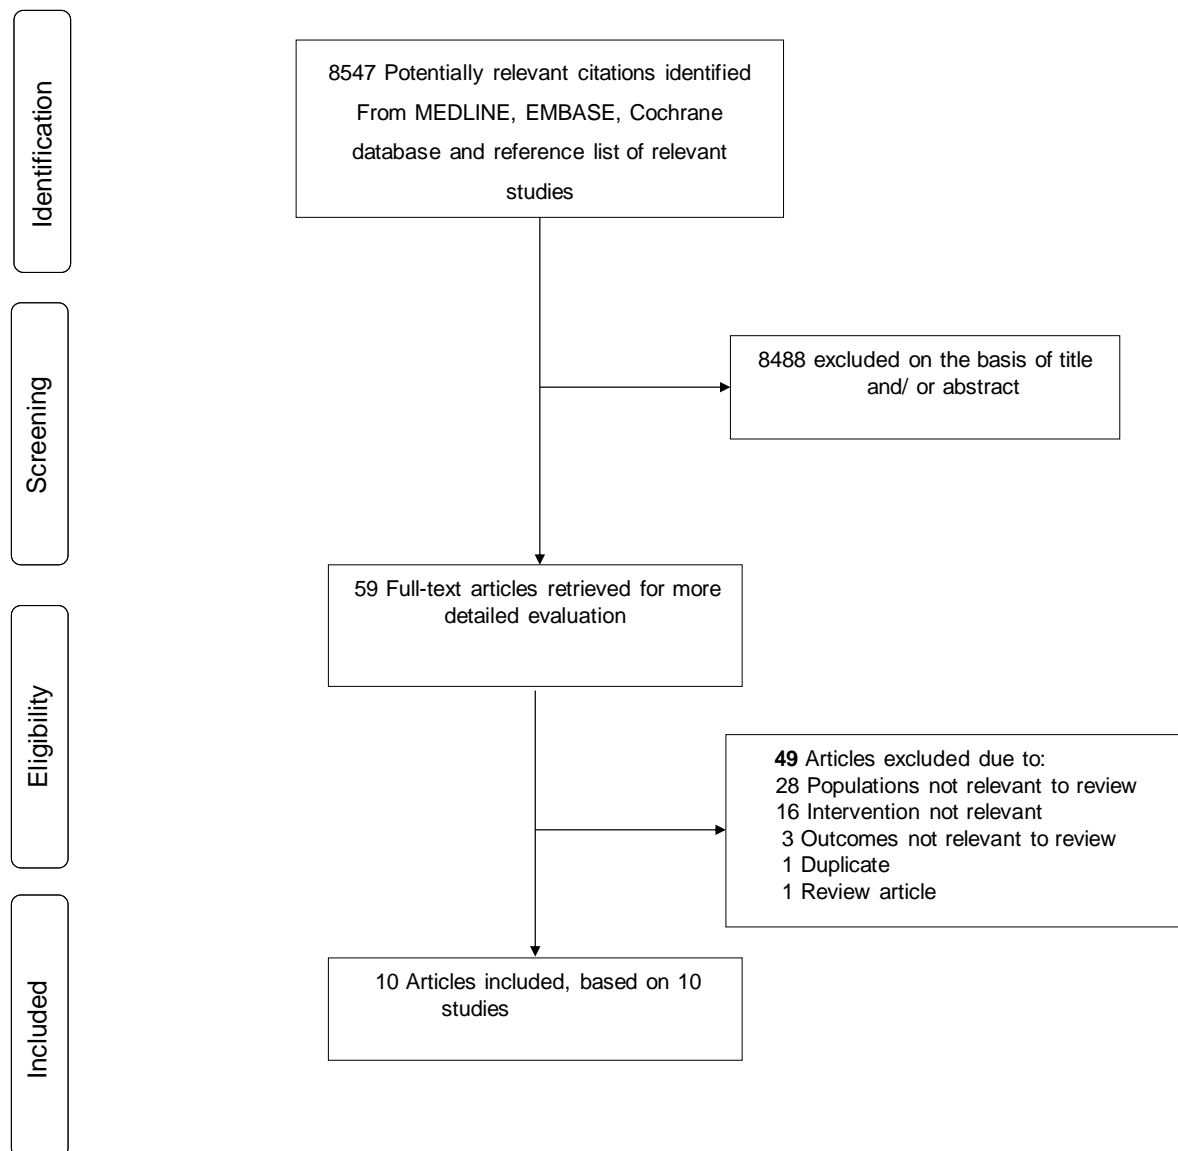 Identification
8547 Potentially relevant citations identified
From MEDLINE, EMBASE, Cochrane
database and reference list of relevant
studies
Screening
8488 excluded on the basis of title
and/ or abstract
59 Full-text articles retrieved for more
detailed evaluation
Eligibility
49 Articles excluded due to:
28 Populations not relevant to review
16 Intervention not relevant
3 Outcomes not relevant to review
1 Duplicate
1 Review article
Included
10 Articles included, based on 10
studies